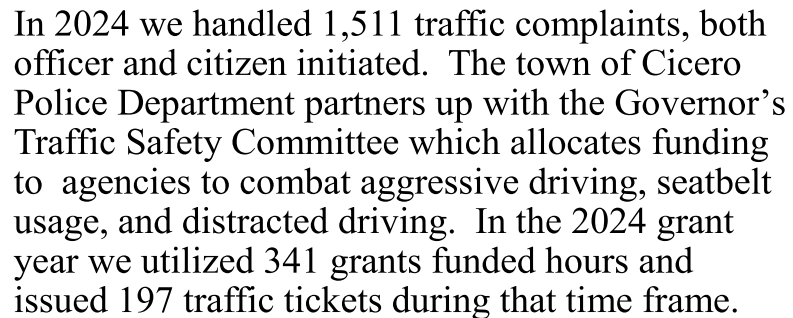 In 2024 we handled 1,511 traffic complaints, both
officer and citizen initiated.  The town of Cicero
Police Department partners up with the Governor’s
Traffic Safety Committee which allocates funding
to  agencies to combat aggressive driving, seatbelt
usage, and distracted driving.  In the 2024 grant
year we utilized 341 grants funded hours and
issued 197 traffic tickets during that time frame.